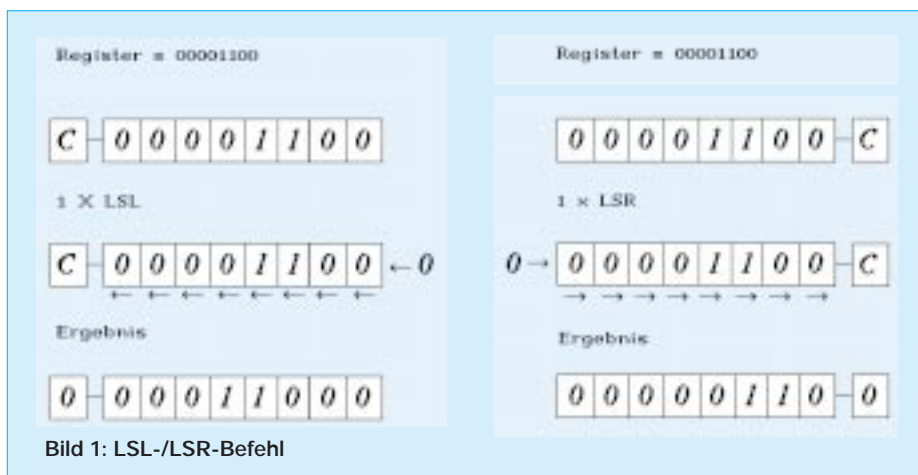 Register = 00001100
C 0 0 0 0 1 1 0 0
1 X LSL
C 0 0 0 0 1 1 0 0 ← 0
← ← ← ← ← ← ← ←
Ergebnis
0 0 0 0 1 1 0 0 0
Register = 00001100
0 0 0 0 1 1 0 0 C
1 x LSR
0 → 0 0 0 0 1 1 0 0 C
→ → → → → → → →
Ergebnis
0 0 0 0 0 1 1 0 0
Bild 1: LSL-/LSR-Befehl